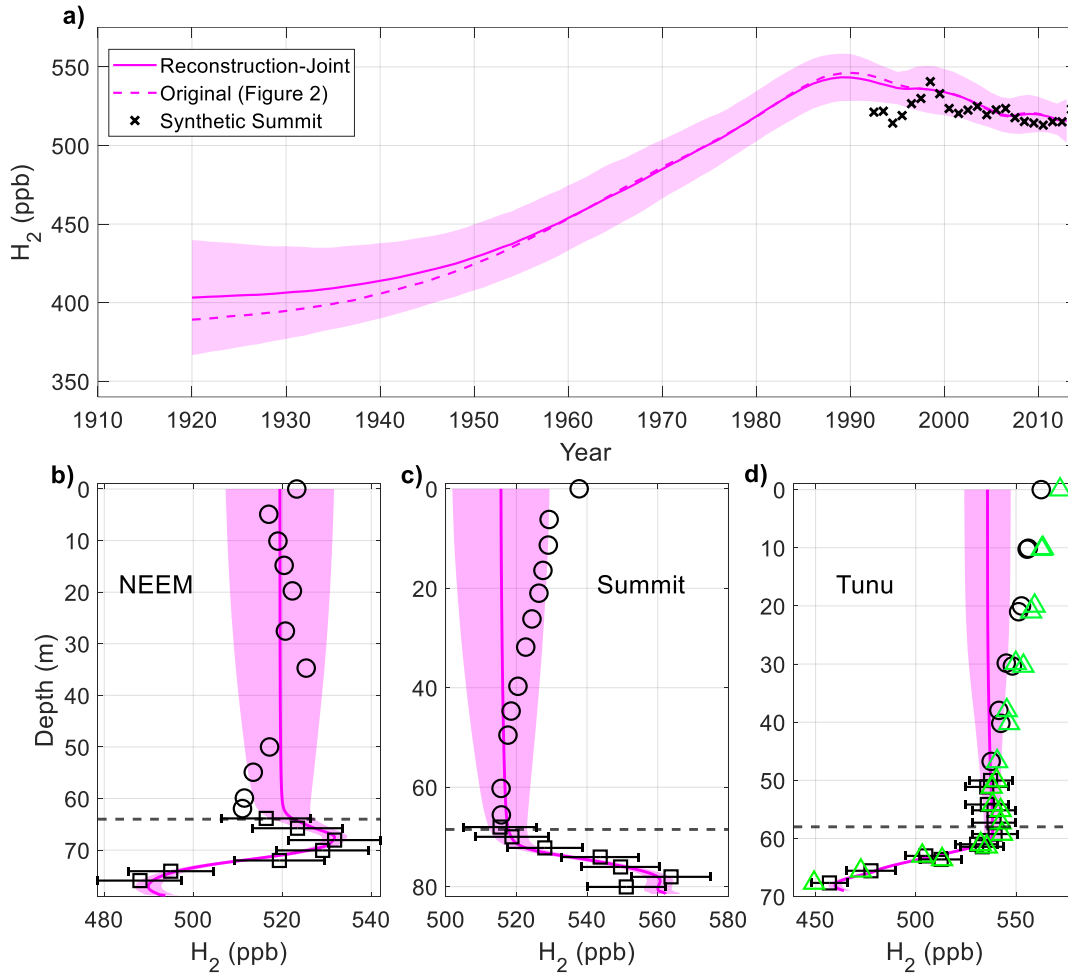 a)
550
500
450
400
350
H2 (ppb)
Reconstruction-Joint
Original (Figure 2)
Synthetic Summit
1910 1920 1930 1940 1950 1960 1970 1980 1990 2000 2010
Year
b)
0
10
20
30
40
50
60
70
Depth (m)
NEEM
480 500 520 540
H2 (ppb)
c)
0
20
40
60
80
Summit
500 520 540 560
H2 (ppb)
d)
0
10
20
30
40
50
60
70
Tunu
450 500 550
H2 (ppb)